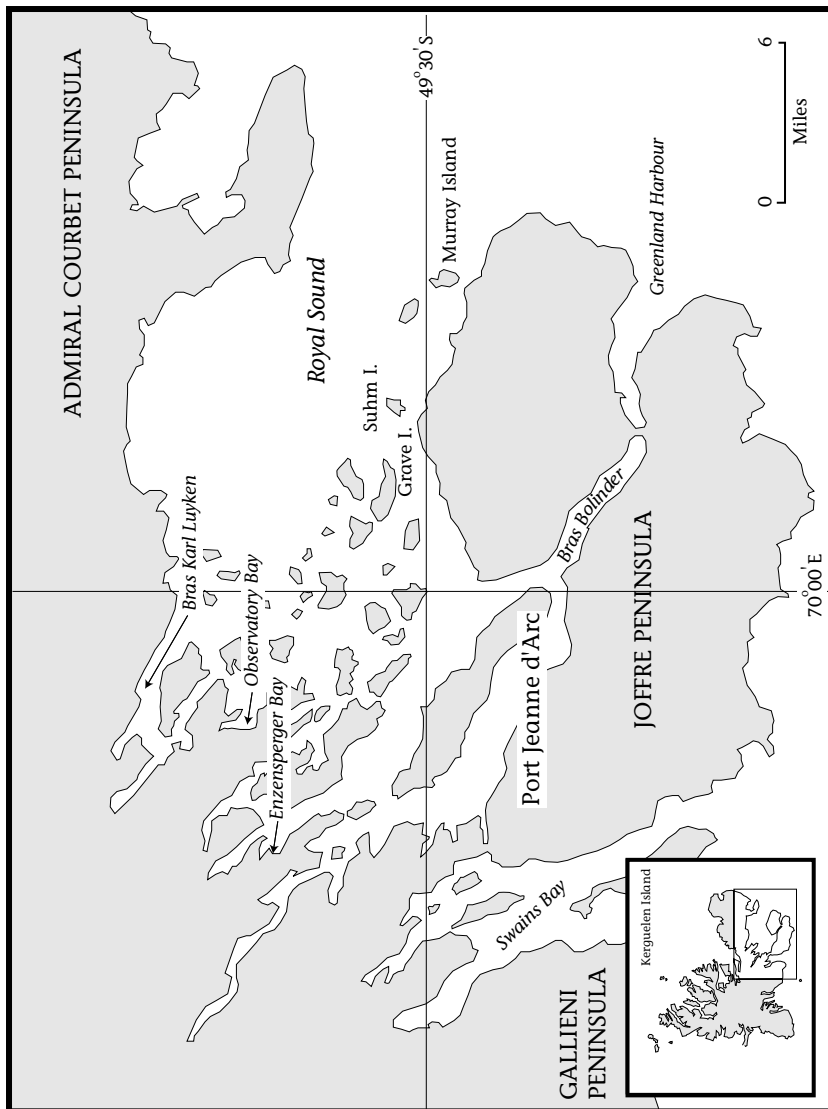 ADMIRAL COURBET PENINSULA
Bras Karl Luyken
Observatory Bay
Enzensperger Bay
Royal Sound
Suhm I.
Grave I.
49°30'S
Murray Island
Greenland Harbour
Bras Bolinder
Port Jeanne d'Arc
JOFFRE PENINSULA
Swains Bay
GALLIENI
PENINSULA
Kerguelen Island
70°00'E
0 6
Miles